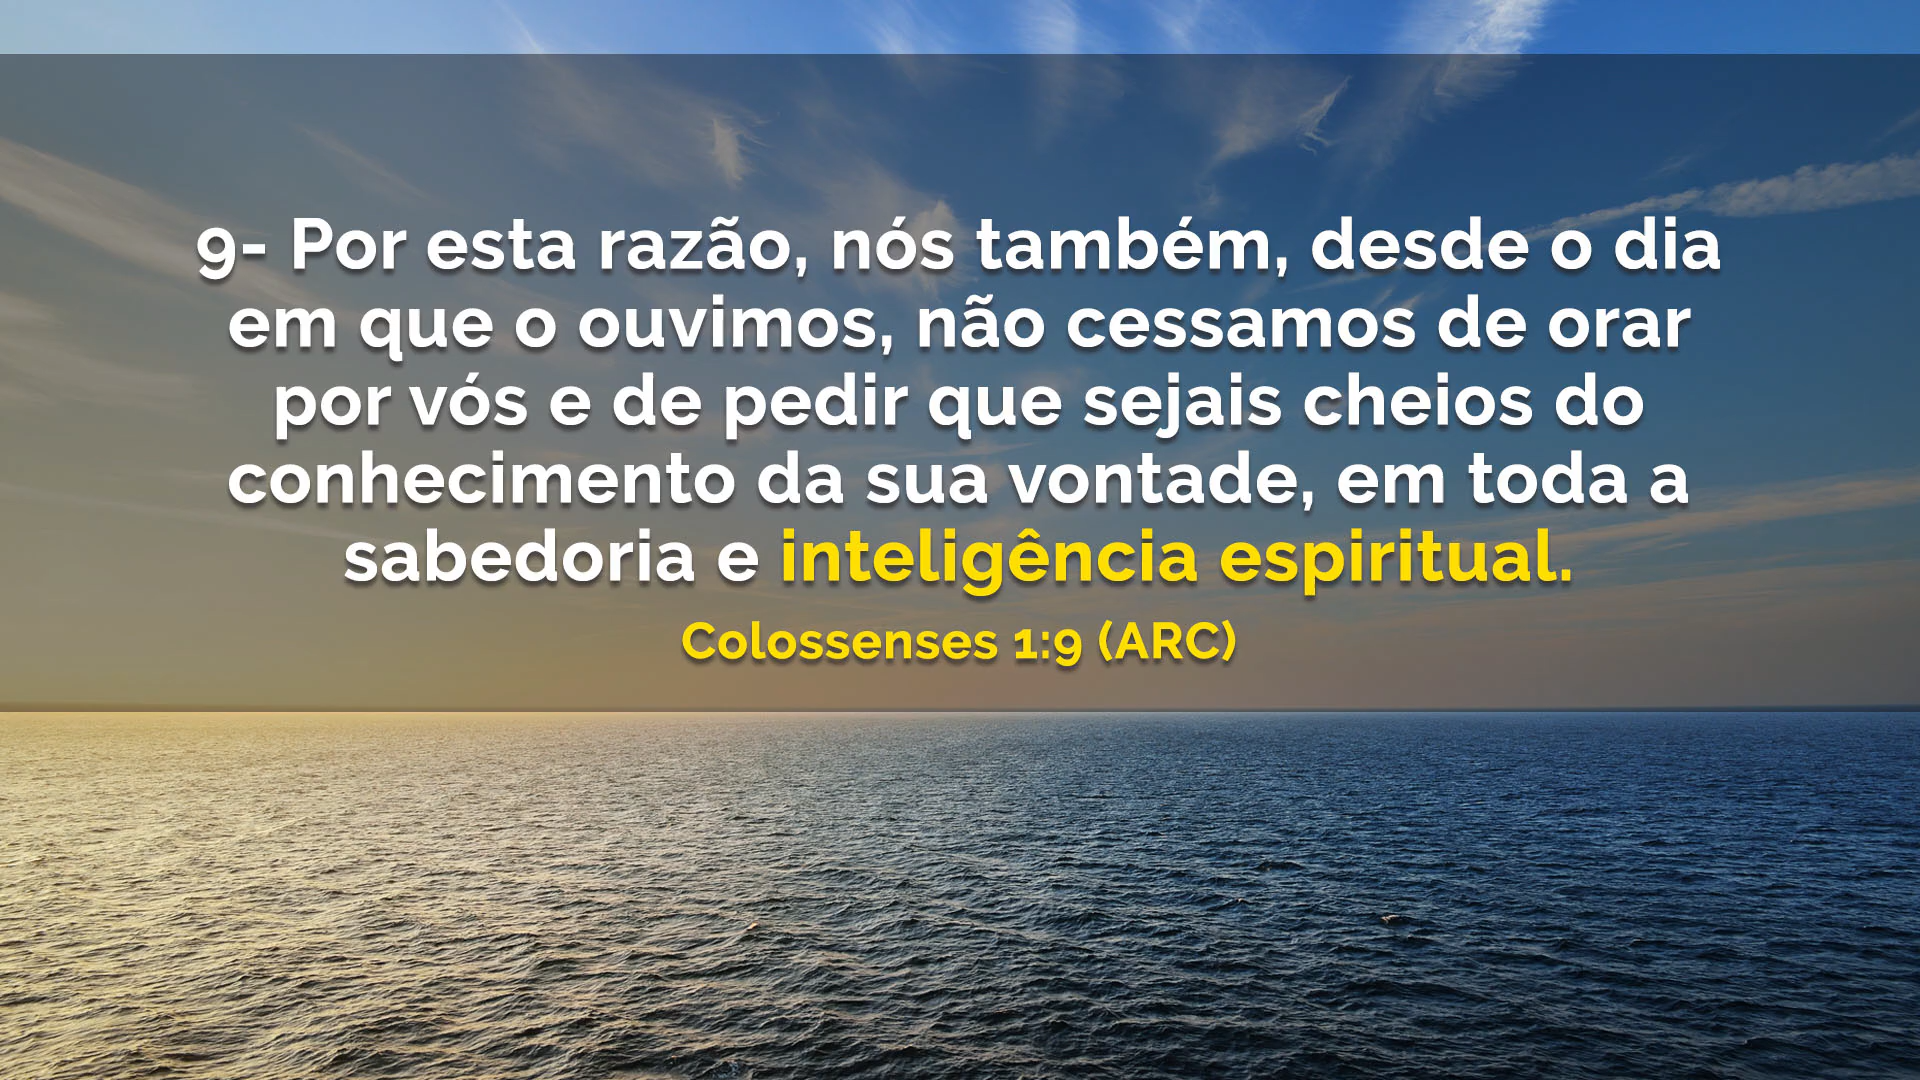 9- Por esta razão, nós também, desde o dia
em que o ouvimos, não cessamos de orar
por vós e de pedir que sejais cheios do
conhecimento da sua vontade, em toda a
sabedoria e inteligência espiritual.
Colossenses 1:9 (ARC)